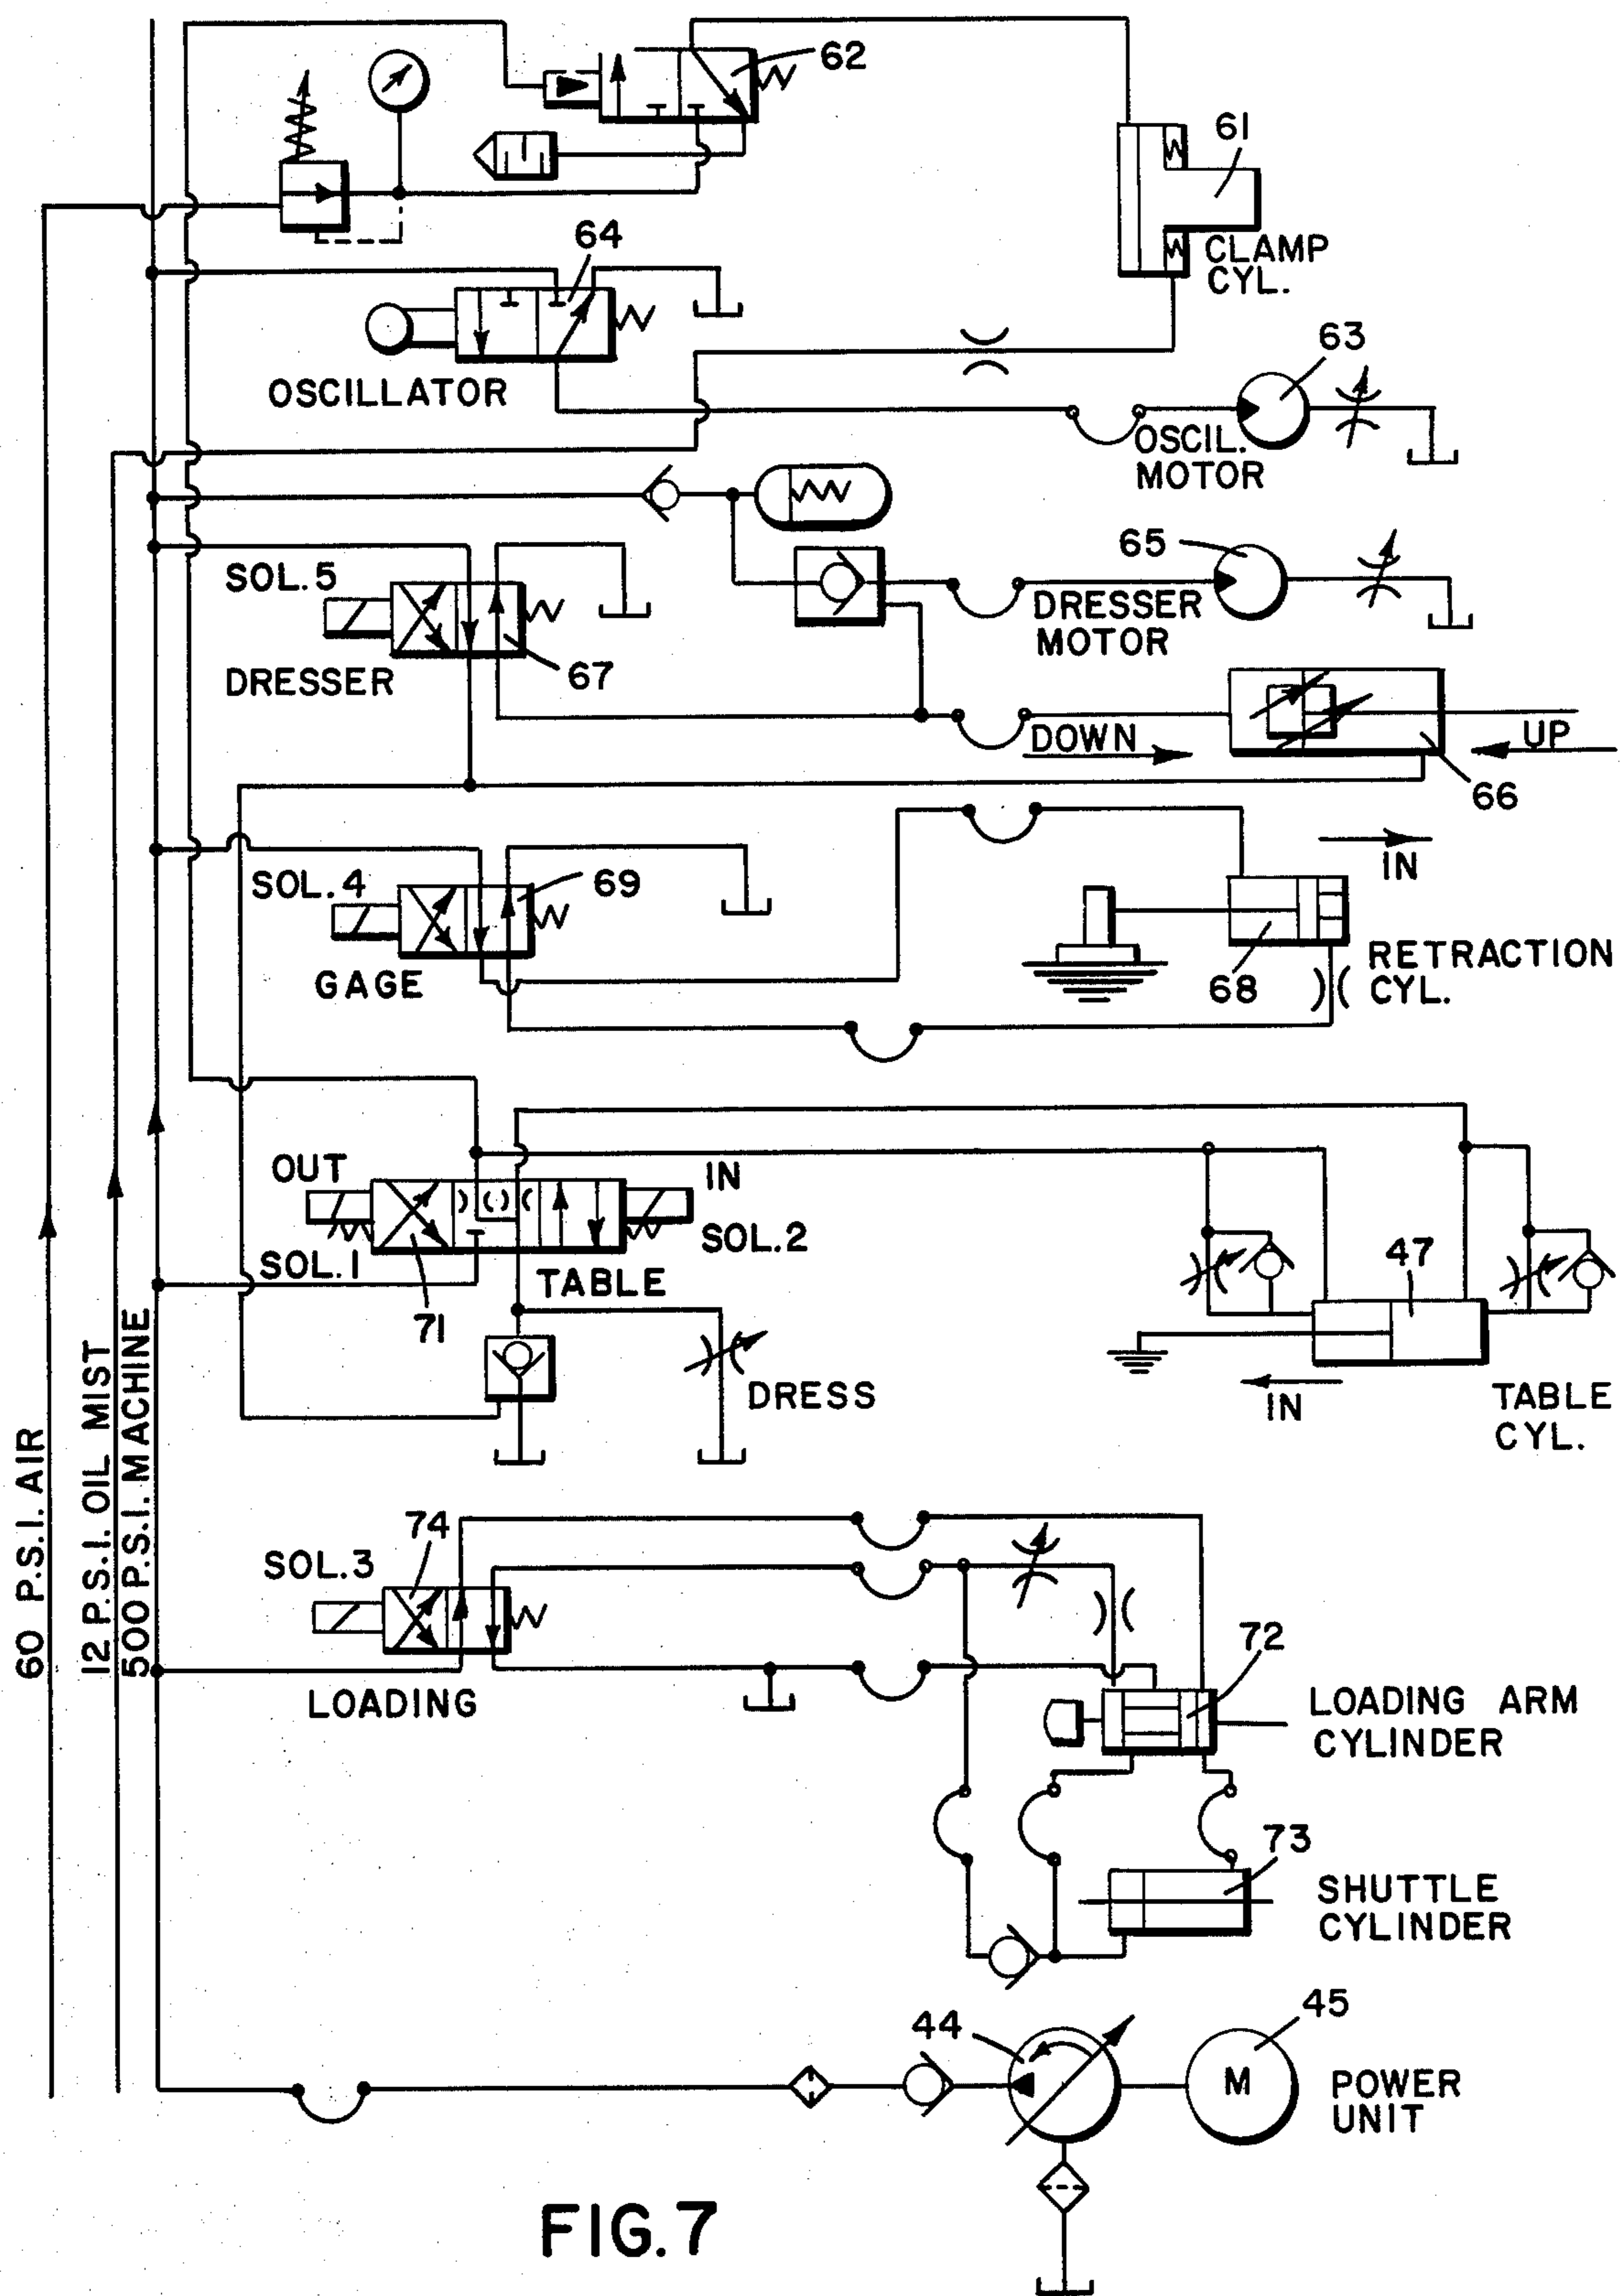 62
61
CLAMP
CYL.
64
OSCILLATOR
63
OSCIL.
MOTOR
65
SOL.5
DRESSER
MOTOR
67
DRESSER
DOWN
UP
66
IN
SOL.4
69
GAGE
68
RETRACTION
CYL.
OUT
IN
SOL.1
SOL.2
TABLE
71
47
DRESS
IN
TABLE
CYL.
60 P.S.I. AIR
12 P.S.I. OIL MIST
500 P.S.I. MACHINE
74
SOL.3
LOADING
72
LOADING ARM
CYLINDER
73
SHUTTLE
CYLINDER
44
45
M
POWER
UNIT
FIG.7